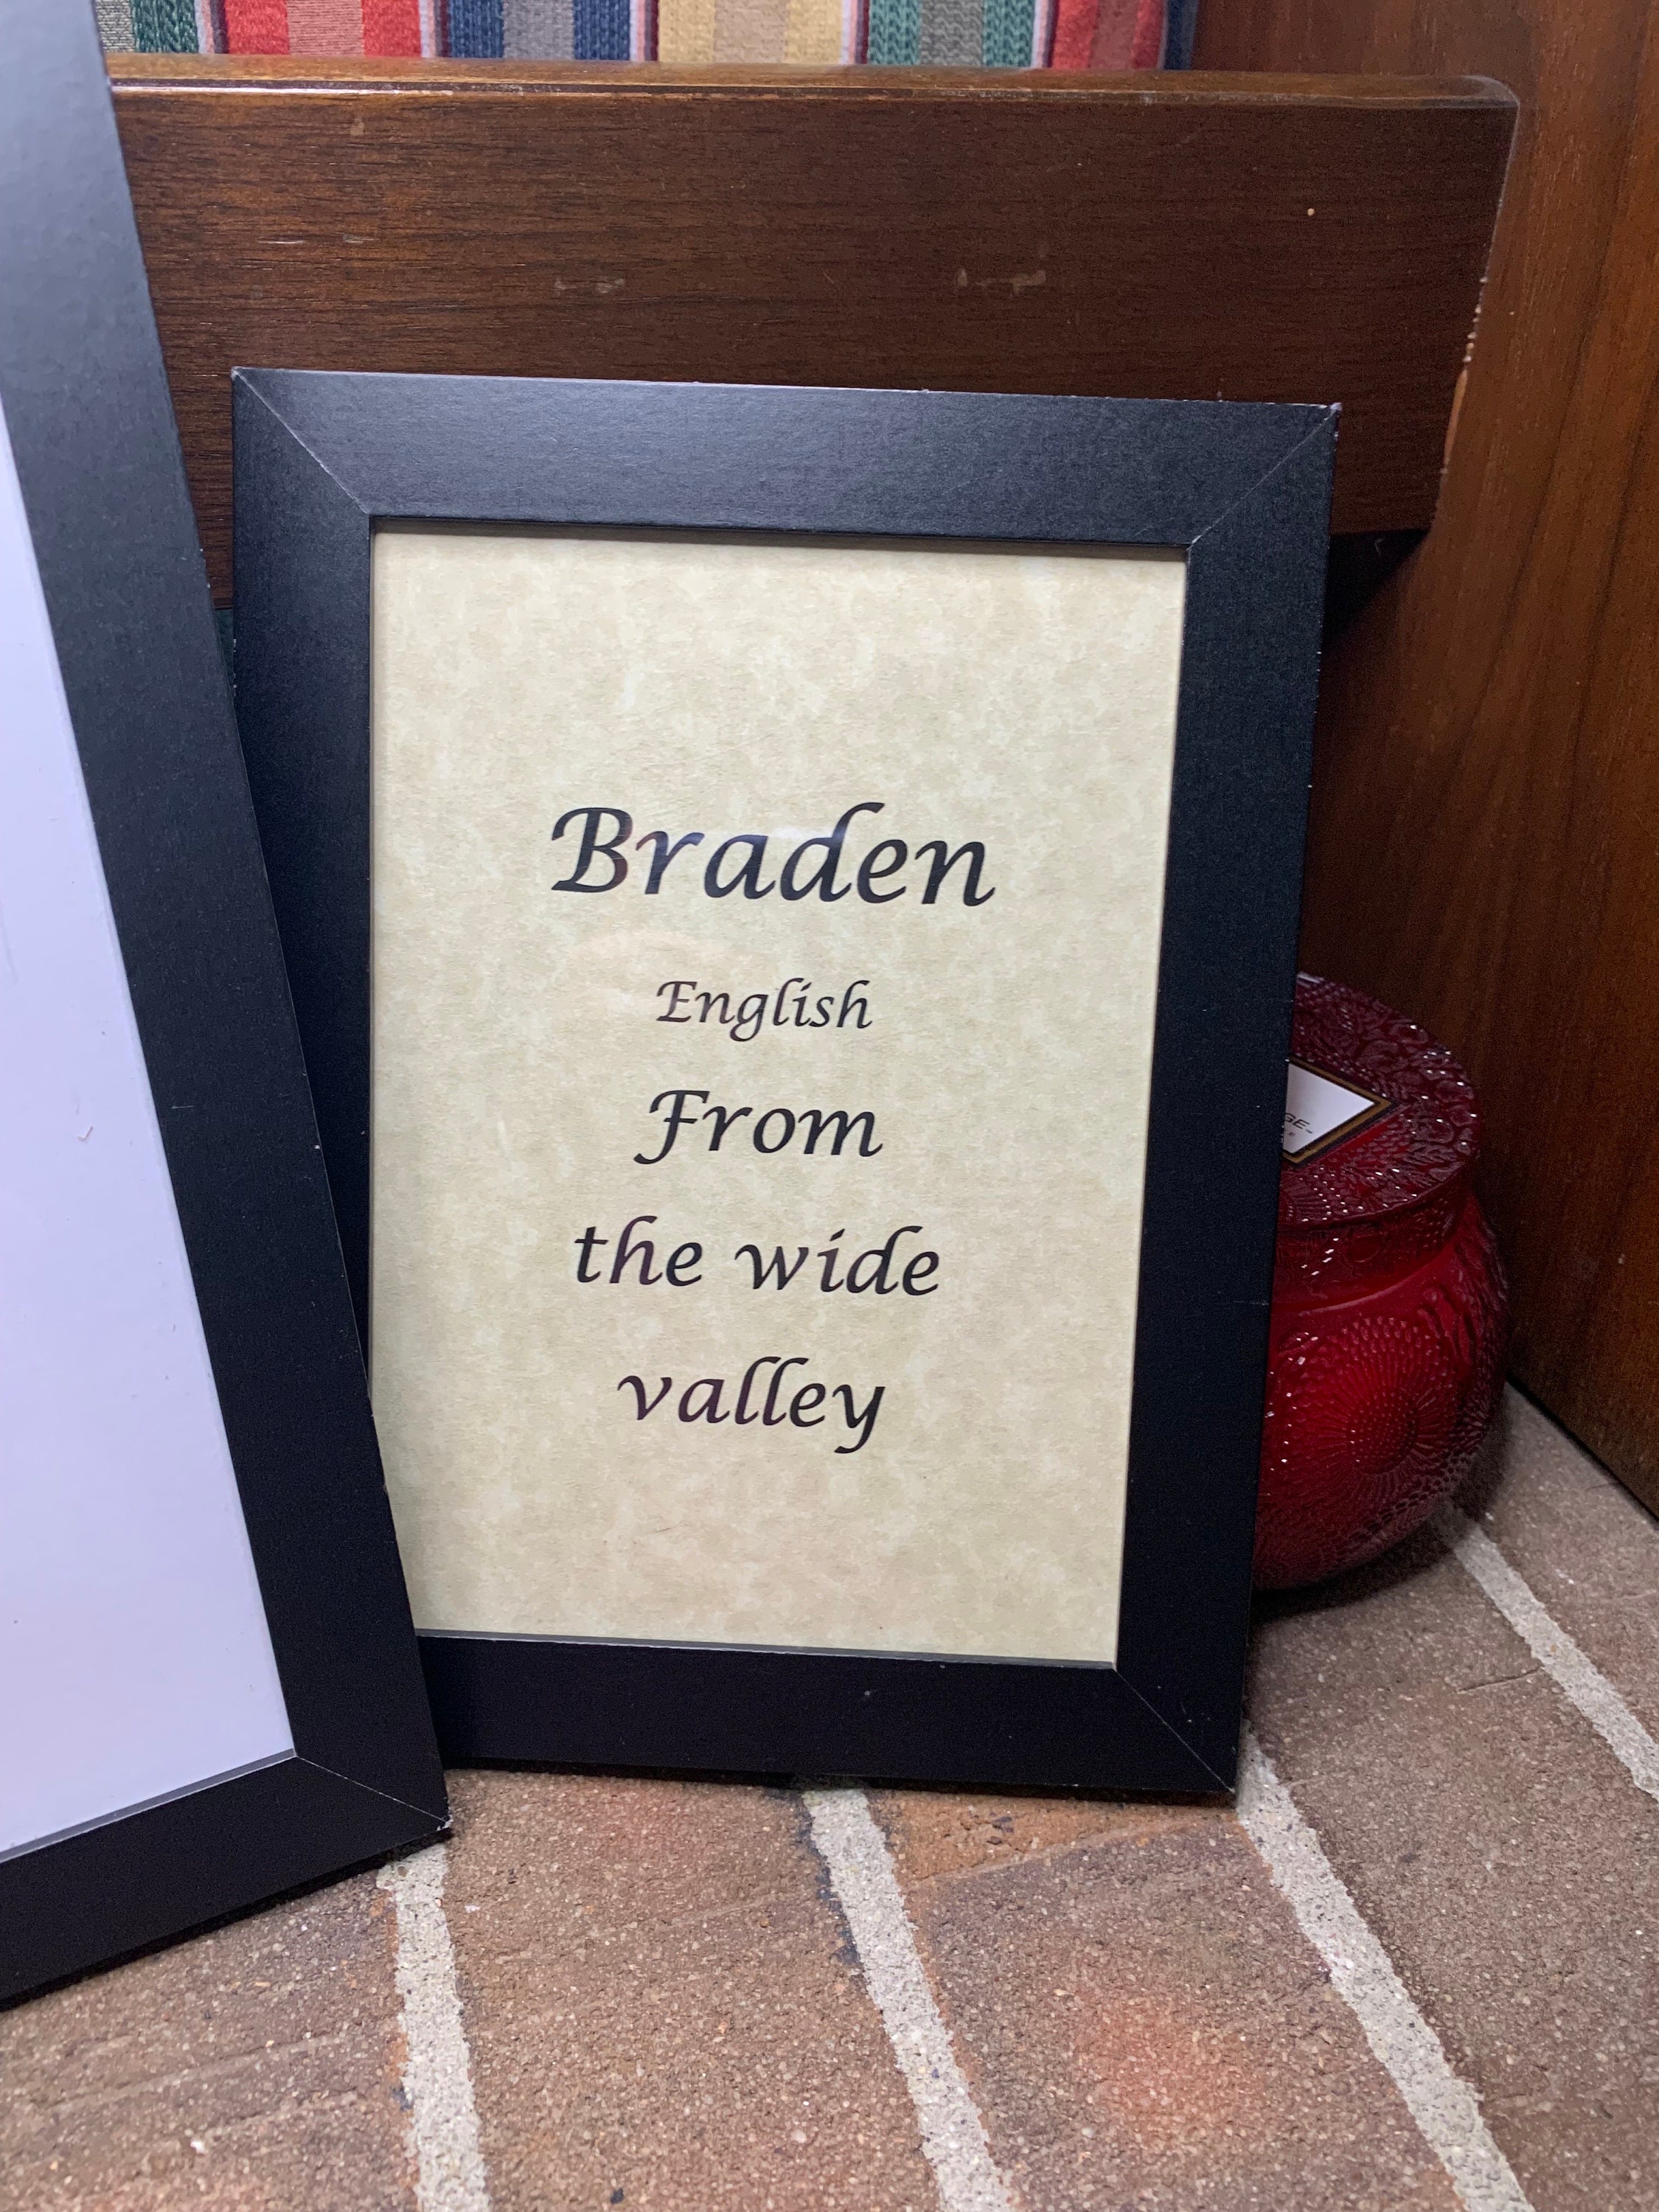 Braden
English
From
the wide
valley